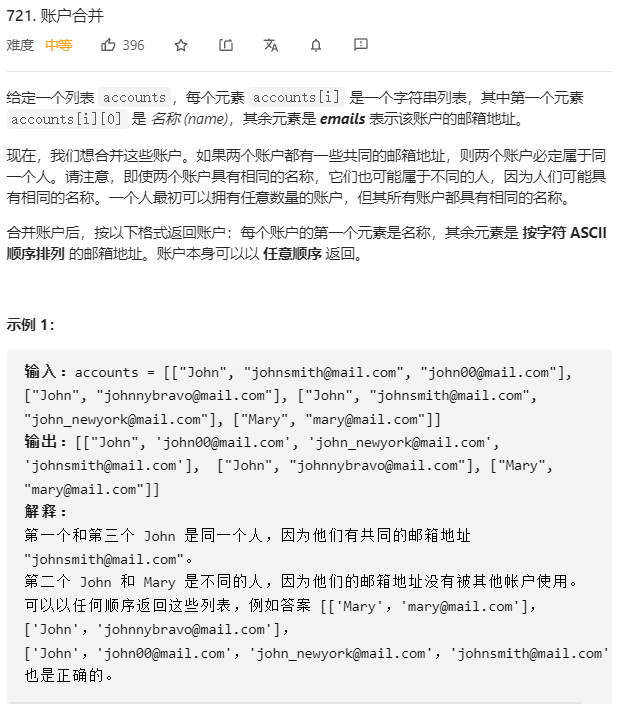 721. 账户合并
难度 中等 396
给定一个列表 accounts，每个元素 accounts[i] 是一个字符串列表，其中第一个元素
accounts[i][0] 是 名称 (name)，其余元素是 emails 表示该账户的邮箱地址。
现在，我们想合并这些账户。如果两个账户都有一些共同的邮箱地址，则两个账户必定属于同
一个人。请注意，即使两个账户具有相同的名称，它们也可能属于不同的人，因为人们可能具
有相同的名称。一个人最初可以拥有任意数量的账户，但其所有账户都具有相同的名称。
合并账户后，按以下格式返回账户：每个账户的第一个元素是名称，其余元素是 按字符 ASCII
顺序排列 的邮箱地址。账户本身可以以 任意顺序 返回。
示例 1：
输入：accounts = [["John", "johnsmith@mail.com", "john00@mail.com"],
["John", "johnnybravo@mail.com"], ["John", "johnsmith@mail.com",
"john_newyork@mail.com"], ["Mary", "mary@mail.com"]]
输出：[["John", 'john00@mail.com', 'john_newyork@mail.com',
'johnsmith@mail.com'],  ["John", "johnnybravo@mail.com"], ["Mary",
"mary@mail.com"]]
解释：
第一个和第三个 John 是同一个人，因为他们有共同的邮箱地址
"johnsmith@mail.com"。
第二个 John 和 Mary 是不同的人，因为他们的邮箱地址没有被其他帐户使用。
可以以任何顺序返回这些列表，例如答案 [['Mary'，'mary@mail.com']，
['John'，'johnnybravo@mail.com']，
['John'，'john00@mail.com'，'john_newyork@mail.com'，'johnsmith@mail.com'
也是正确的。